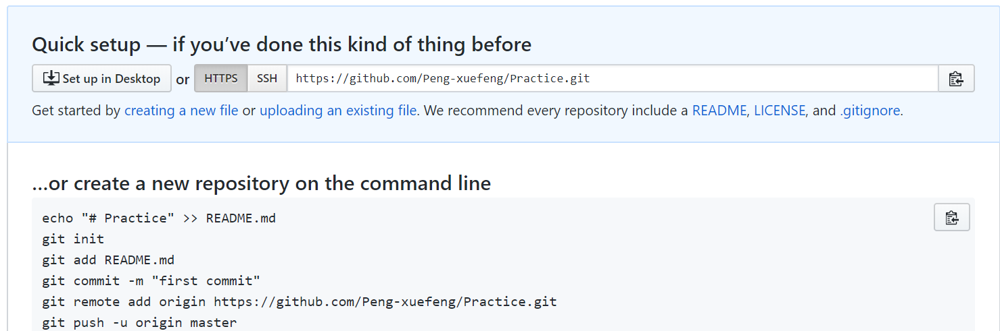 Quick setup — if you’ve done this kind of thing before
Set up in Desktop or HTTPS SSH https://github.com/Peng-xuefeng/Practice.git
Get started by creating a new file or uploading an existing file. We recommend every repository include a README, LICENSE, and .gitignore.
…or create a new repository on the command line
echo "# Practice" >> README.md
git init
git add README.md
git commit -m "first commit"
git remote add origin https://github.com/Peng-xuefeng/Practice.git
git push -u origin master